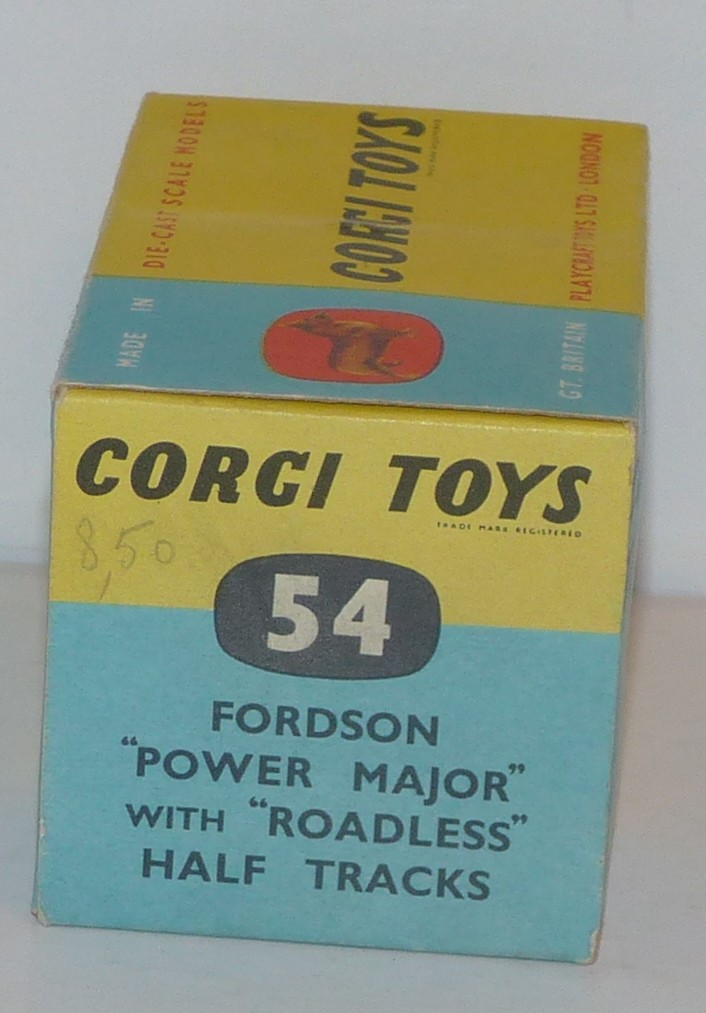 DIE-CAST SCALE MODELS
CORGI TOYS
PLAYCRAFT TOYS LTD · LONDON
MADE IN
GT. BRITAIN
CORGI TOYS
TRADE MARK REGISTERED
8,50
54
FORDSON
“POWER MAJOR”
WITH “ROADLESS”
HALF TRACKS